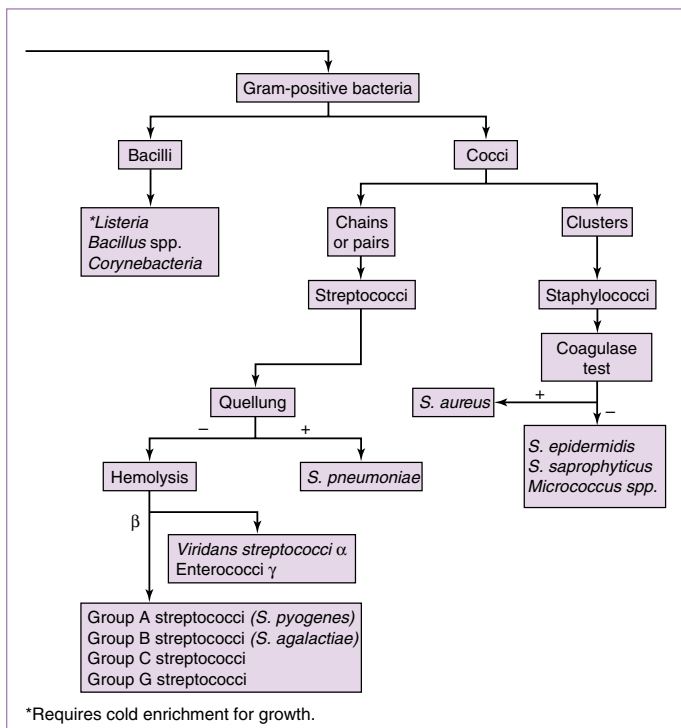 Gram-positive bacteria
Bacilli
Cocci
*Listeria
Bacillus spp.
Corynebacteria
Chains
or pairs
Clusters
Streptococci
Staphylococci
Coagulase
test
Quellung
S. aureus
+
–
–
+
S. epidermidis
S. saprophyticus
Micrococcus spp.
Hemolysis
S. pneumoniae
β
Viridans streptococci α
Enterococci γ
Group A streptococci (S. pyogenes)
Group B streptococci (S. agalactiae)
Group C streptococci
Group G streptococci
*Requires cold enrichment for growth.